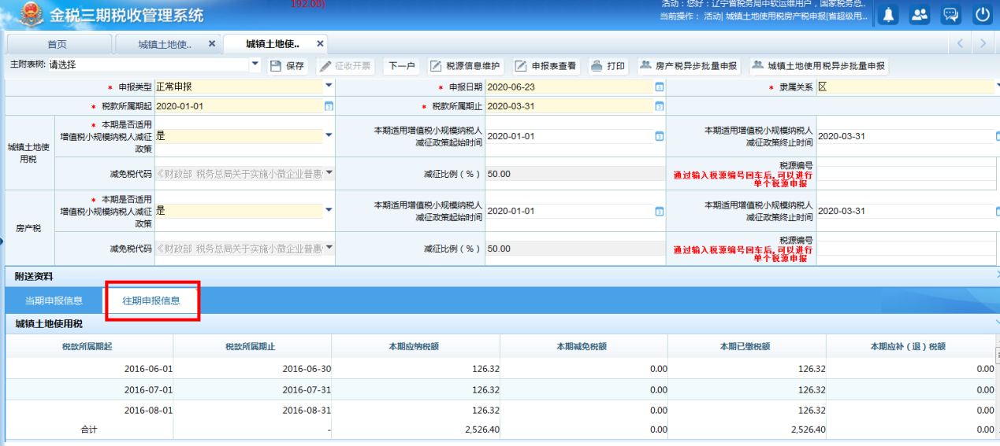 192.00)
金税三期税收管理系统
活动：您好：辽宁省税务局中软运维用户，国家税务总..
当前操作： 活动| 城镇土地使用税房产税申报[省超级用...
首页 城镇土地使.. × 城镇土地使.. ×
主附表树: 请选择 保存 征收开票 下一户 税源信息维护 申报表查看 打印 房产税异步批量申报 城镇土地使用税异步批量申报
* 申报类型 正常申报 * 申报日期 2020-06-23 * 隶属关系 区
* 税款所属期起 2020-01-01 * 税款所属期止 2020-03-31
城镇土地使用税
* 本期是否适用
增值税小规模纳税人减征
政策
是
本期适用增值税小规模纳税人
减征政策起始时间
2020-01-01
本期适用增值税小规模纳税人
减征政策终止时间
2020-03-31
减免税代码 《财政部 税务总局关于实施小微企业普惠 减征比例（%） 50.00
税源编号
通过输入税源编号回车后,可以进行
单个税源申报
房产税
* 本期是否适用
增值税小规模纳税人减征
政策
是
本期适用增值税小规模纳税人
减征政策起始时间
2020-01-01
本期适用增值税小规模纳税人
减征政策终止时间
2020-03-31
减免税代码 《财政部 税务总局关于实施小微企业普惠 减征比例（%） 50.00
税源编号
通过输入税源编号回车后,可以进行
单个税源申报
附送资料
当期申报信息 往期申报信息
城镇土地使用税
税款所属期起 税款所属期止 本期应纳税额 本期减免税额 本期已缴税额 本期应补（退）税额
2016-06-01 2016-06-30 126.32 0.00 126.32 0.00
2016-07-01 2016-07-31 126.32 0.00 126.32 0.00
2016-08-01 2016-08-31 126.32 0.00 126.32 0.00
合计 - 2,526.40 0.00 2,526.40 0.00